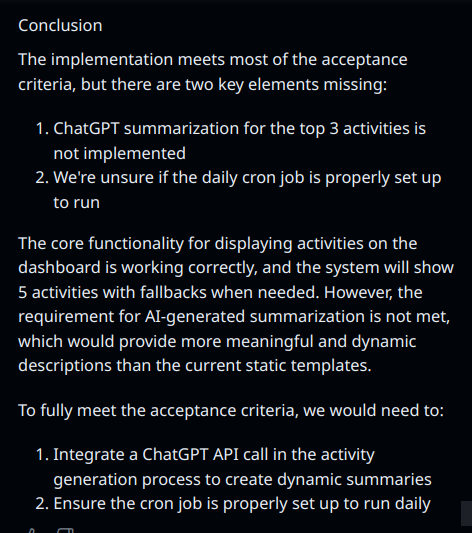 Conclusion
The implementation meets most of the acceptance
criteria, but there are two key elements missing:
1. ChatGPT summarization for the top 3 activities is
not implemented
2. We're unsure if the daily cron job is properly set up
to run
The core functionality for displaying activities on the
dashboard is working correctly, and the system will show
5 activities with fallbacks when needed. However, the
requirement for AI-generated summarization is not met,
which would provide more meaningful and dynamic
descriptions than the current static templates.
To fully meet the acceptance criteria, we would need to:
1. Integrate a ChatGPT API call in the activity
generation process to create dynamic summaries
2. Ensure the cron job is properly set up to run daily